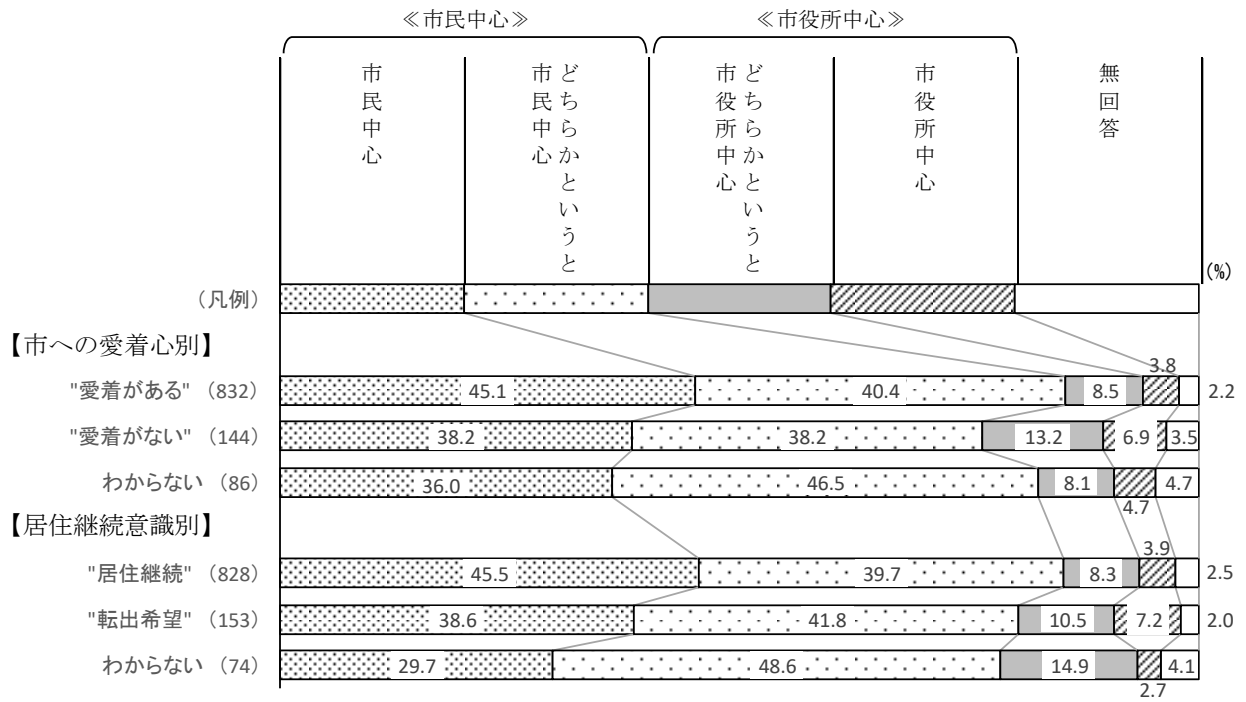 ≪市民中心≫
≪市役所中心≫
市民中心
どちらかというと
市民中心
どちらかというと
市役所中心
市役所中心
無回答
(%)
(凡例)
【市への愛着心別】
3.8
"愛着がある" (832) 45.1 40.4 8.5 2.2
"愛着がない" (144) 38.2 38.2 13.2 6.9 3.5
わからない (86) 36.0 46.5 8.1 4.7
4.7
【居住継続意識別】
3.9
"居住継続" (828) 45.5 39.7 8.3 2.5
"転出希望" (153) 38.6 41.8 10.5 7.2 2.0
わからない (74) 29.7 48.6 14.9 4.1
2.7